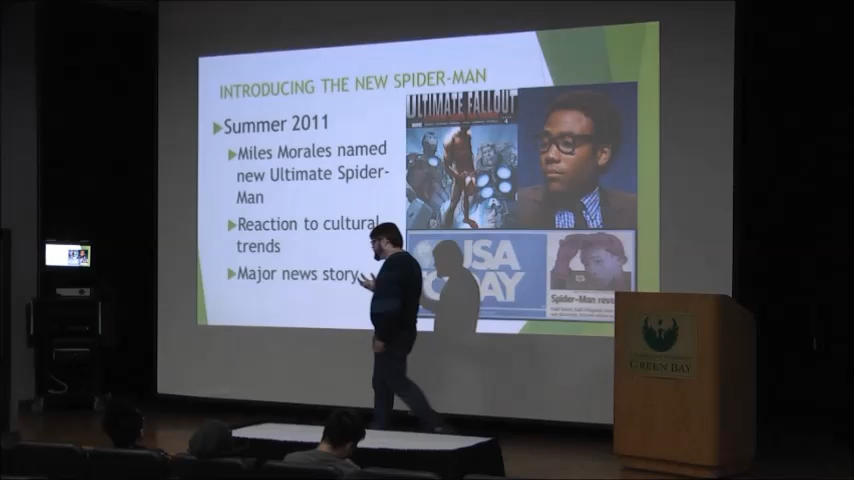 INTRODUCING THE NEW SPIDER-MAN
Summer 2011
Miles Morales named
new Ultimate Spider-
Man
Reaction to cultural
trends
Major news story
ULTIMATE FALLOUT
USA
TODAY
Spider-Man reve
GREEN BAY